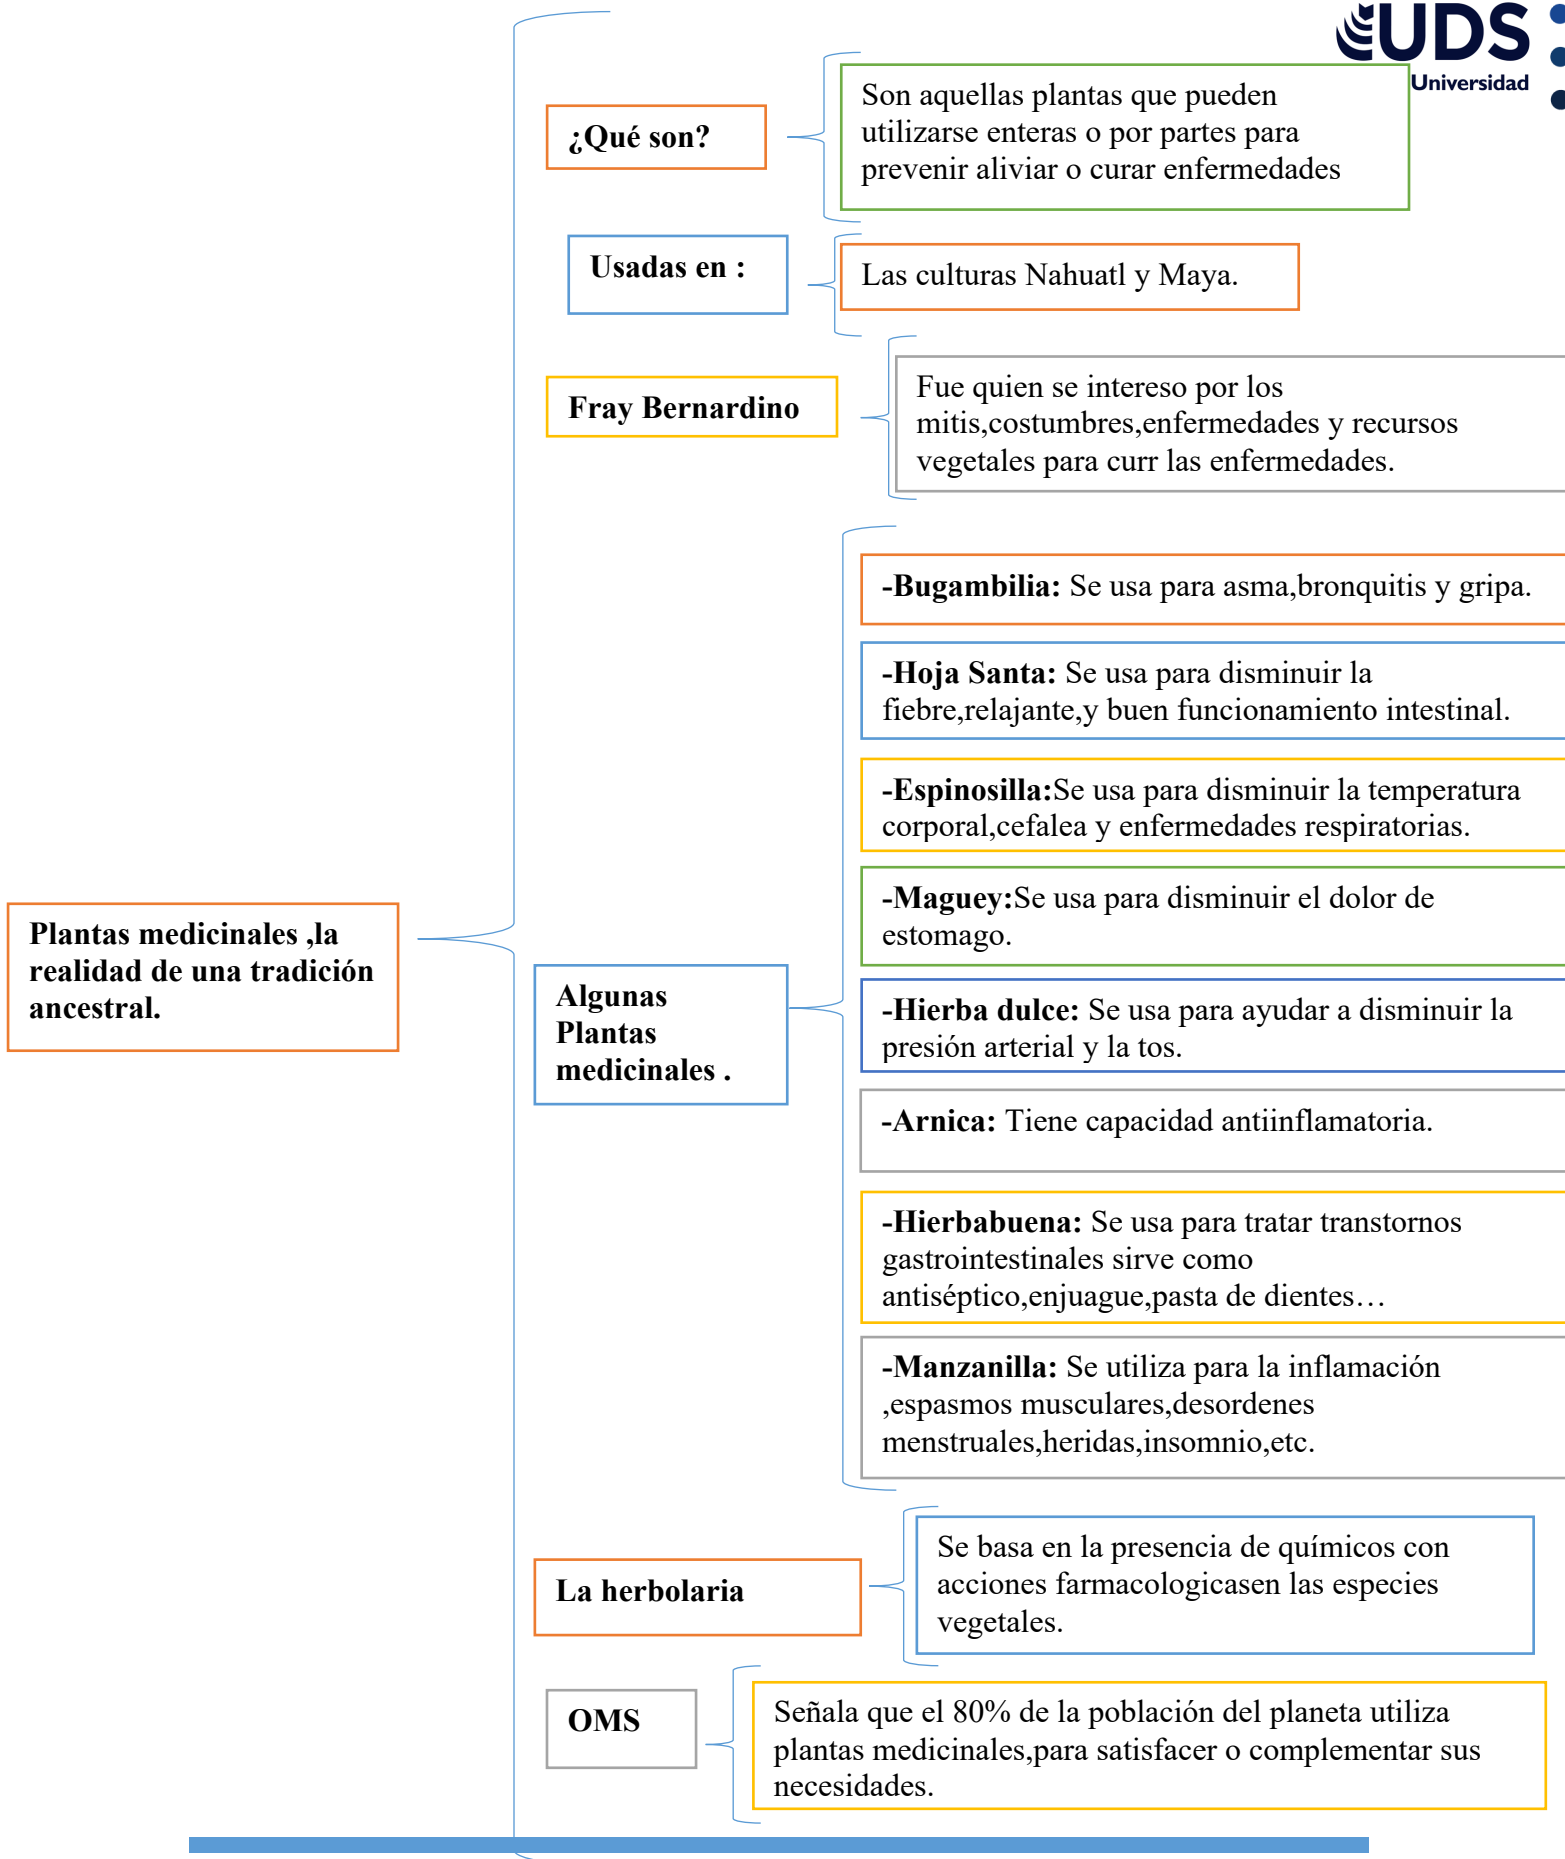 UDS
Universidad
¿Qué son?
Son aquellas plantas que pueden
utilizarse enteras o por partes para
prevenir aliviar o curar enfermedades
Usadas en :
Las culturas Nahuatl y Maya.
Fray Bernardino
Fue quien se intereso por los
mitis,costumbres,enfermedades y recursos
vegetales para curr las enfermedades.
Plantas medicinales ,la
realidad de una tradición
ancestral.
Algunas
Plantas
medicinales .
-Bugambilia: Se usa para asma,bronquitis y gripa.
-Hoja Santa: Se usa para disminuir la
fiebre,relajante,y buen funcionamiento intestinal.
-Espinosilla:Se usa para disminuir la temperatura
corporal,cefalea y enfermedades respiratorias.
-Maguey:Se usa para disminuir el dolor de
estomago.
-Hierba dulce: Se usa para ayudar a disminuir la
presión arterial y la tos.
-Arnica: Tiene capacidad antiinflamatoria.
-Hierbabuena: Se usa para tratar transtornos
gastrointestinales sirve como
antiséptico,enjuague,pasta de dientes…
-Manzanilla: Se utiliza para la inflamación
,espasmos musculares,desordenes
menstruales,heridas,insomnio,etc.
La herbolaria
Se basa en la presencia de químicos con
acciones farmacologicasen las especies
vegetales.
OMS
Señala que el 80% de la población del planeta utiliza
plantas medicinales,para satisfacer o complementar sus
necesidades.